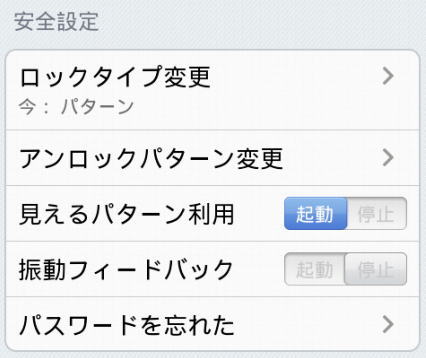 安全設定
ロックタイプ変更
今： パターン
アンロックパターン変更
見えるパターン利用 起動 停止
振動フィードバック 起動 停止
パスワードを忘れた